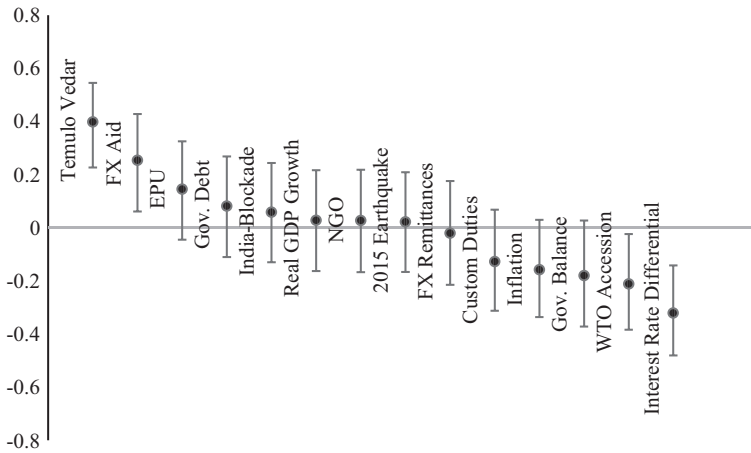 0.8
0.6
0.4
0.2
0
-0.2
-0.4
-0.6
-0.8
Temulo Vedar
FX Aid
EPU
Gov. Debt
India-Blockade
Real GDP Growth
NGO
2015 Earthquake
FX Remittances
Custom Duties
Inflation
Gov. Balance
WTO Accession
Interest Rate Differential